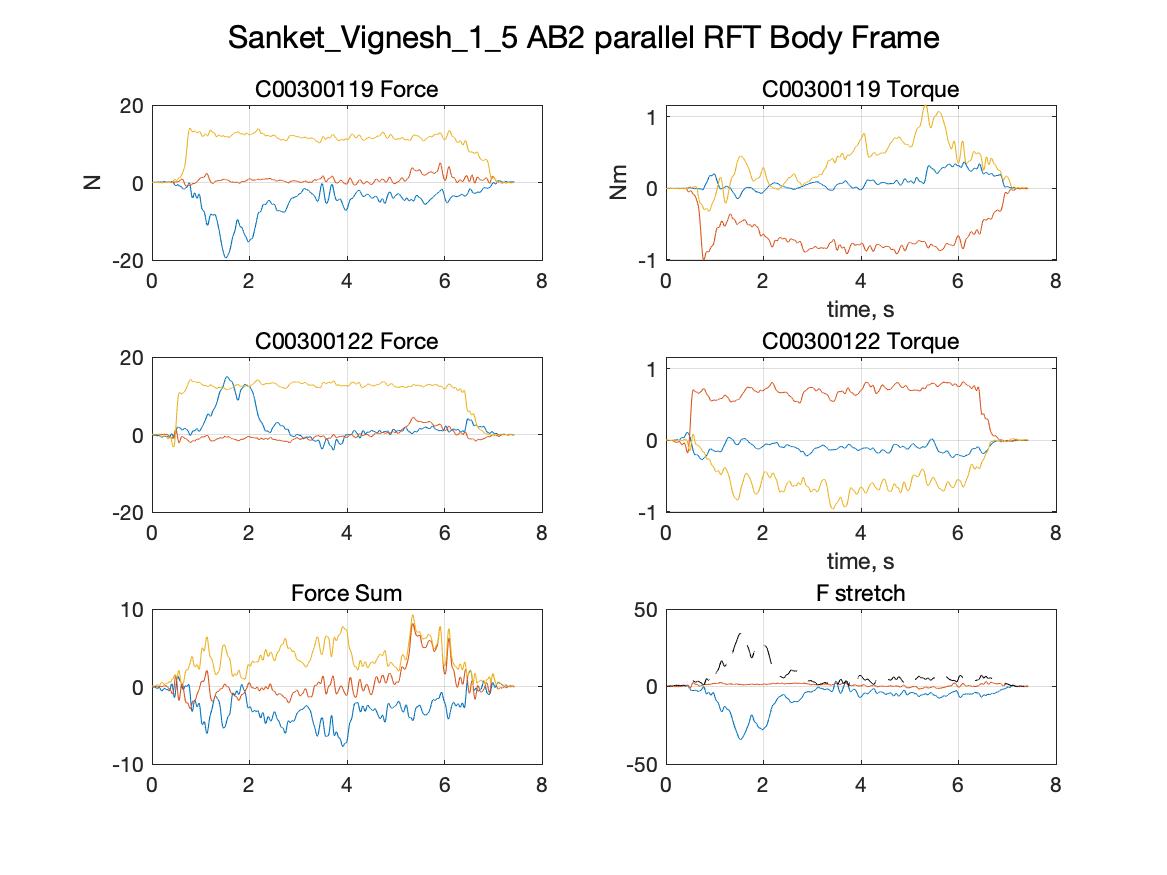 Sanket_Vignesh_1_5 AB2 parallel RFT Body Frame
C00300119 Force
20
0
-20
N
0 2 4 6 8
C00300119 Torque
1
0
-1
Nm
0 2 4 6 8
time, s
C00300122 Force
20
0
-20
0 2 4 6 8
C00300122 Torque
1
0
-1
0 2 4 6 8
time, s
Force Sum
10
0
-10
0 2 4 6 8
F stretch
50
0
-50
0 2 4 6 8